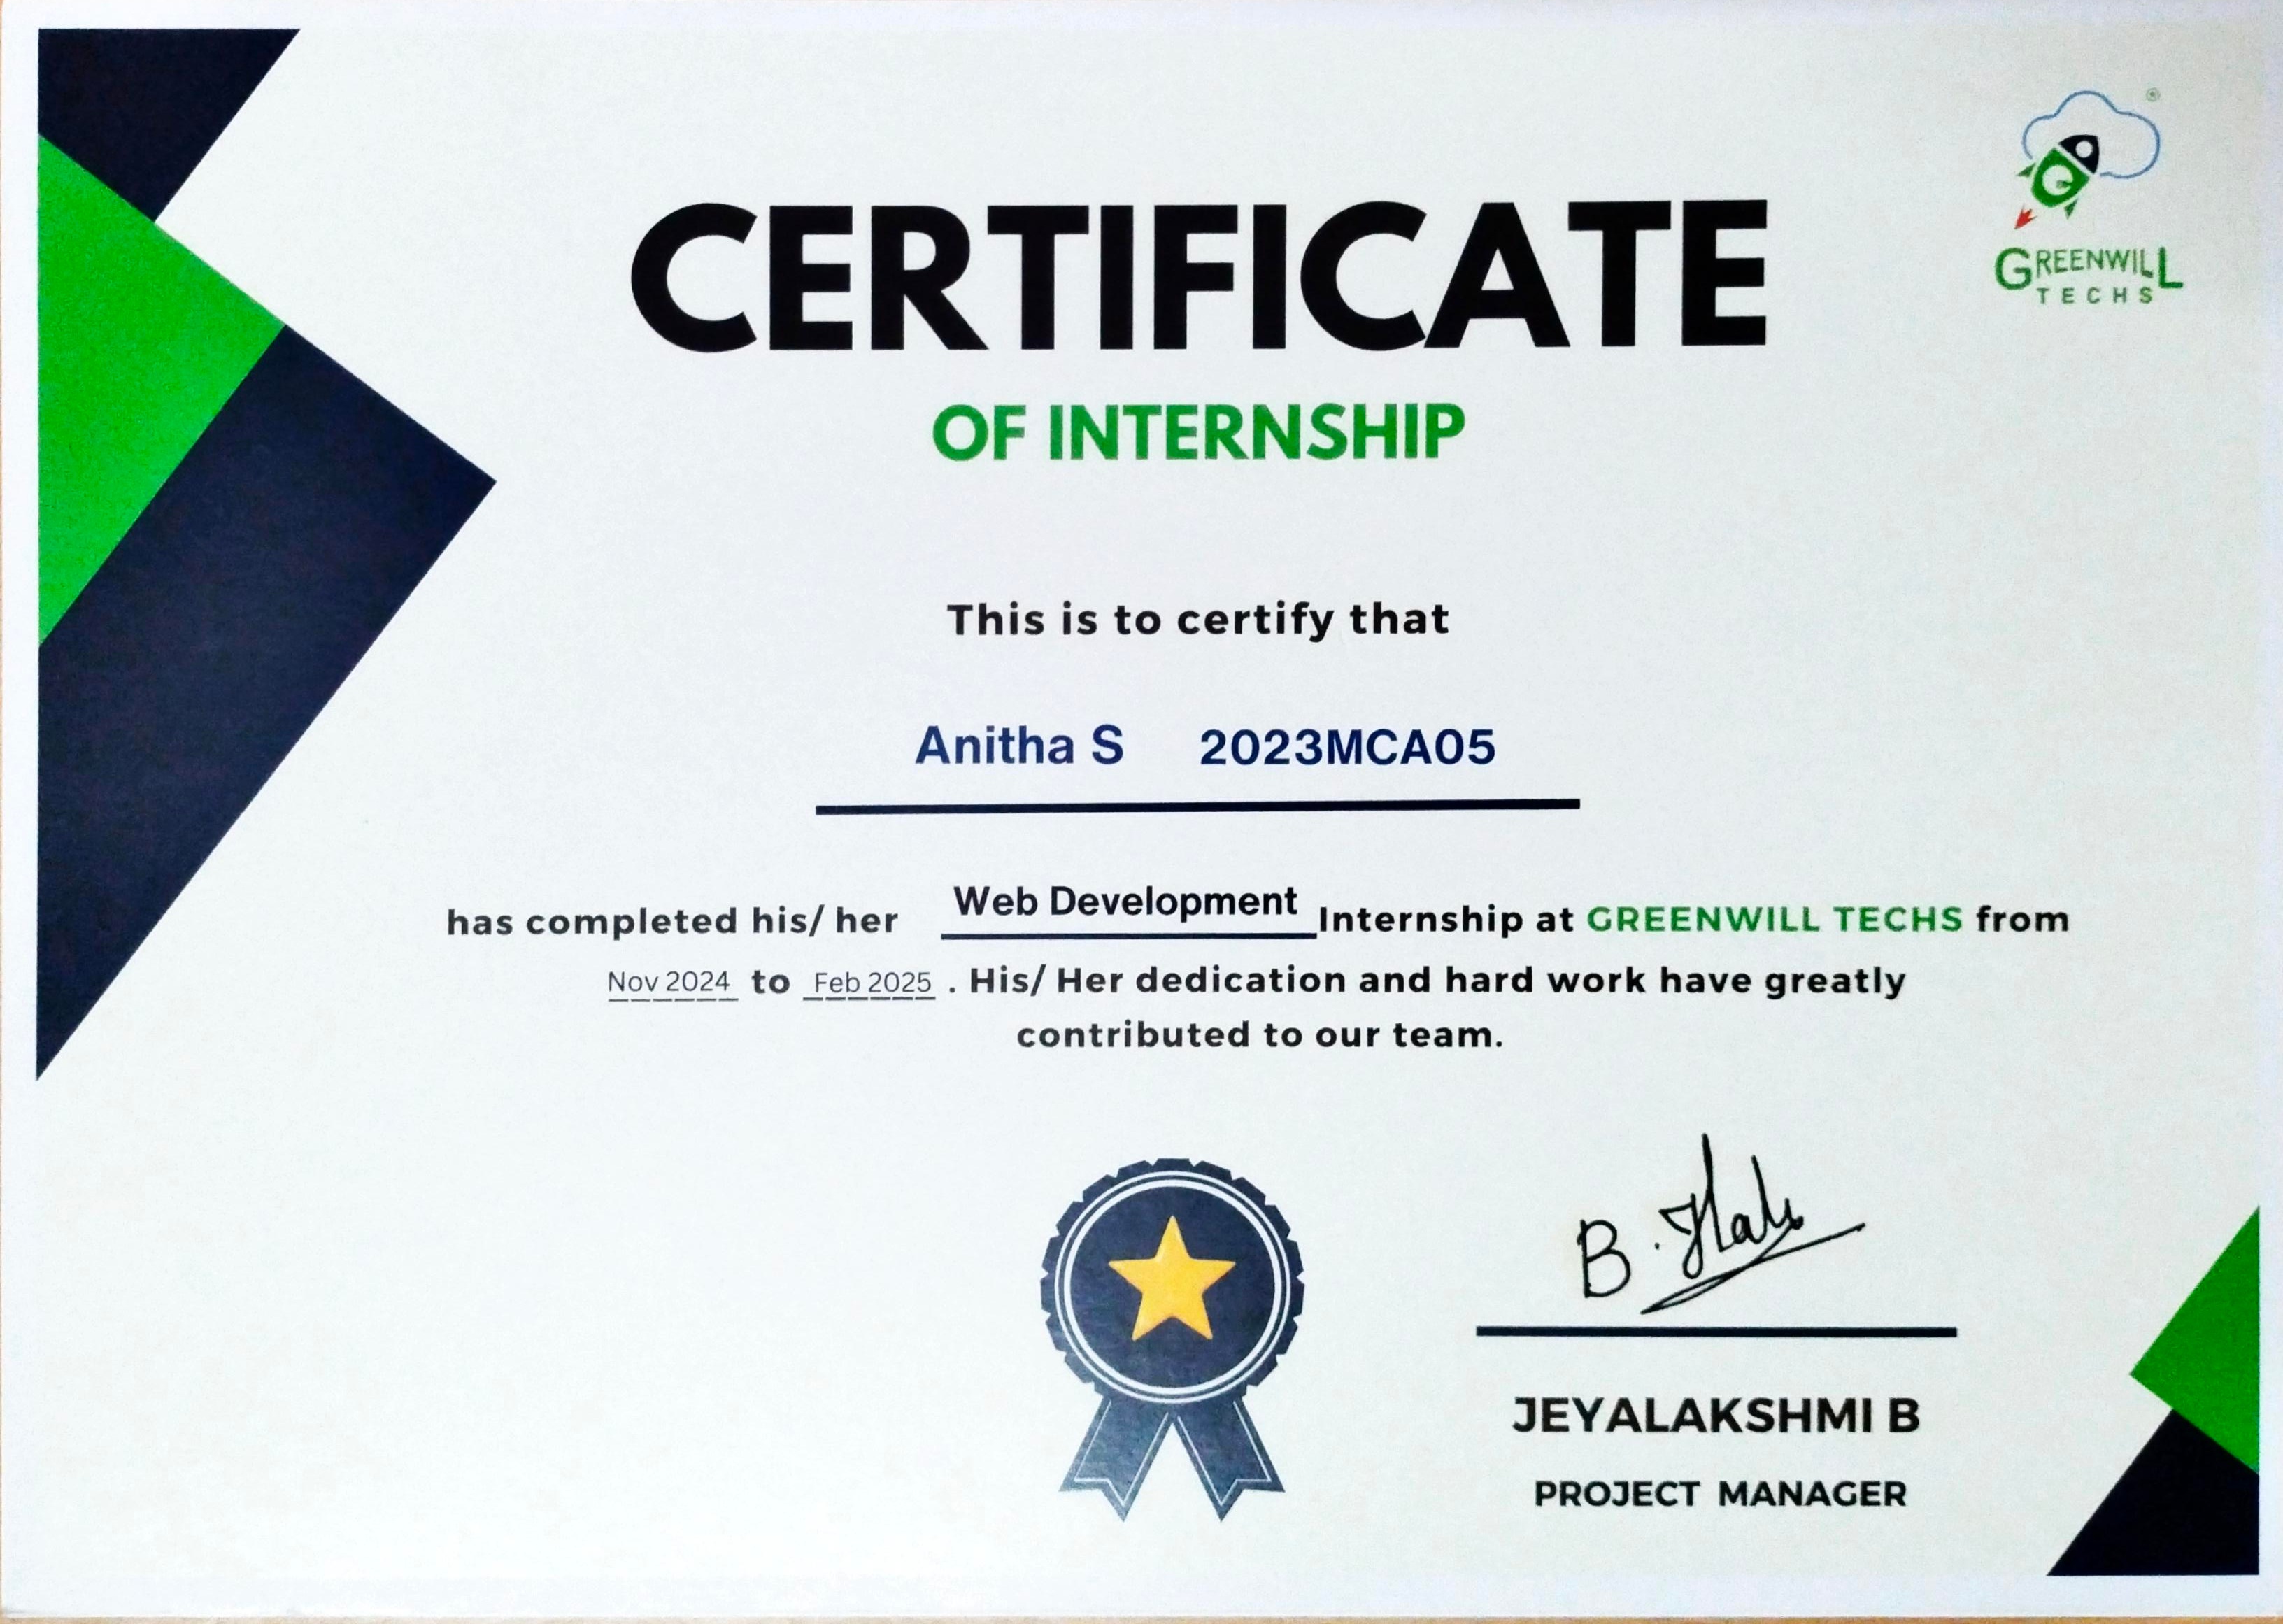 ®
GREENWILL
TECHS
CERTIFICATE
OF INTERNSHIP
This is to certify that
Anitha S 2023MCA05
has completed his/ her Web Development Internship at GREENWILL TECHS from
Nov 2024 to Feb 2025 . His/ Her dedication and hard work have greatly
contributed to our team.
JEYALAKSHMI B
PROJECT MANAGER